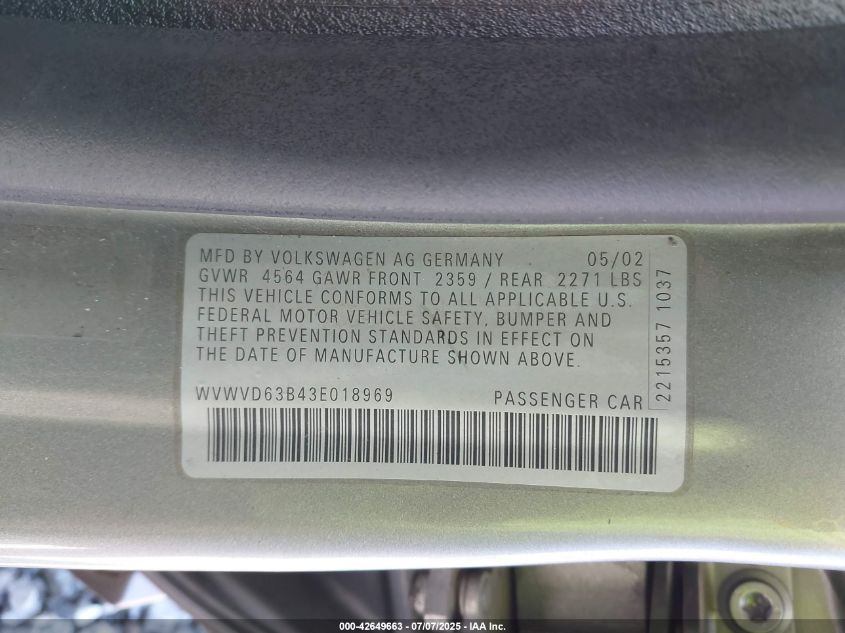 MFD BY VOLKSWAGEN AG GERMANY 05/02
GVWR 4564 GAWR FRONT 2359 / REAR 2271 LBS
THIS VEHICLE CONFORMS TO ALL APPLICABLE U.S.
FEDERAL MOTOR VEHICLE SAFETY, BUMPER AND
THEFT PREVENTION STANDARDS IN EFFECT ON
THE DATE OF MANUFACTURE SHOWN ABOVE.
WVWVD63B43E018969 PASSENGER CAR
2215357 1037
000-42649663 - 07/07/2025 - IAA Inc.